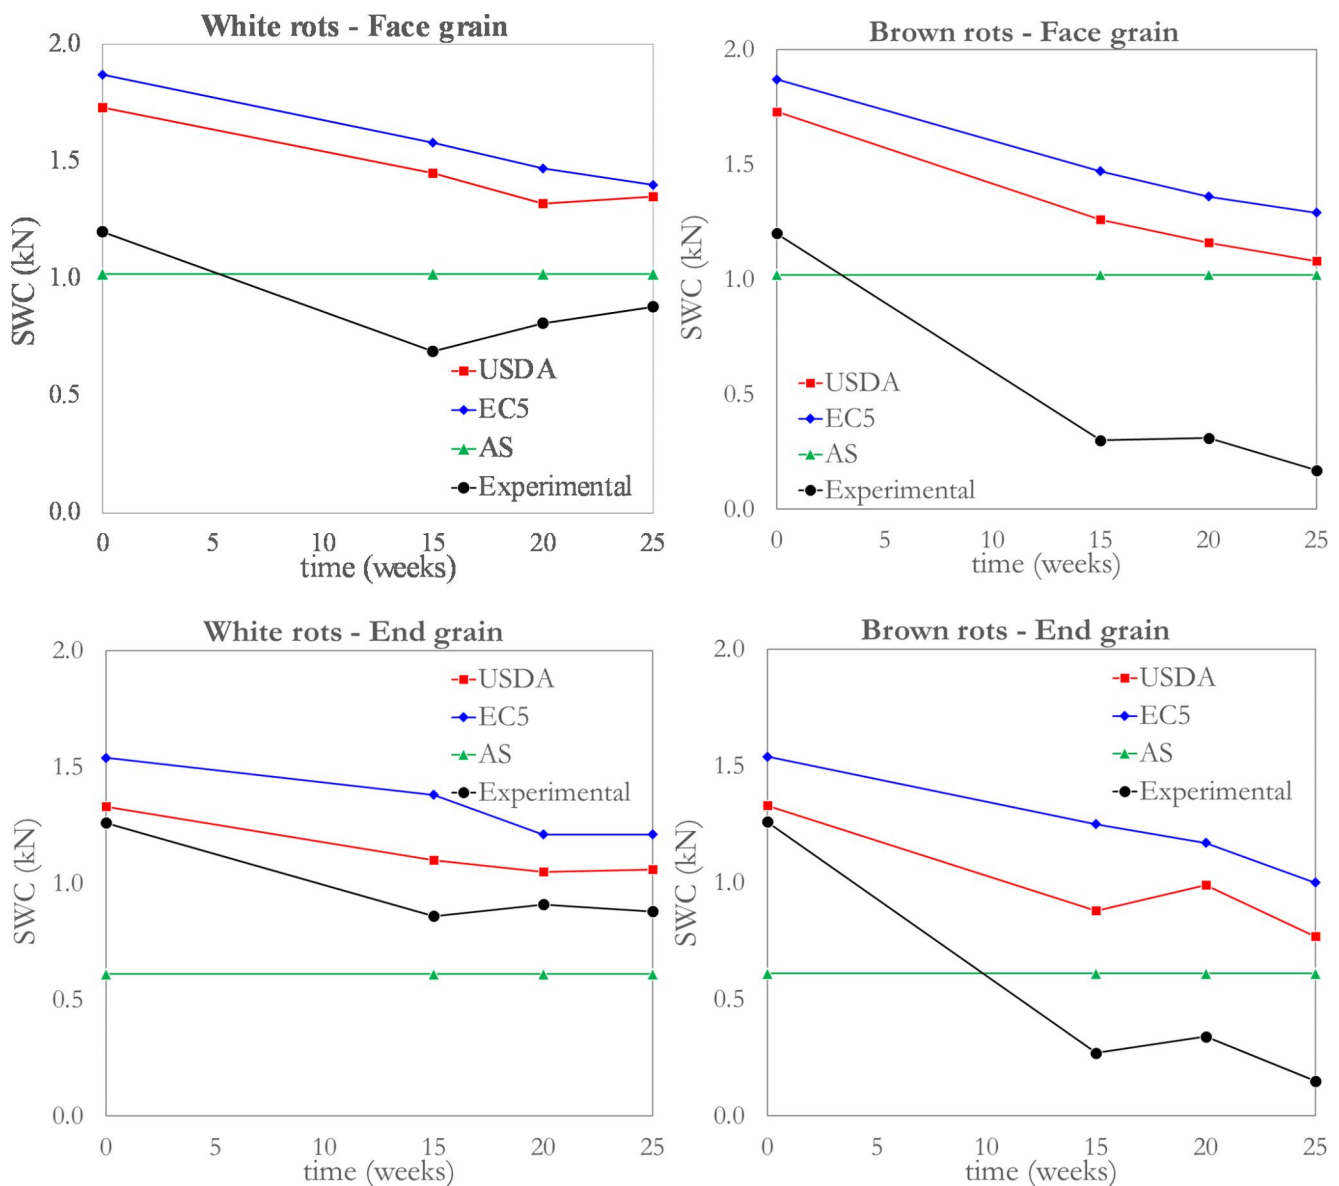 White rots - Face grain
2.0
1.5
1.0
0.5
0.0
SWC (kN)
USDA
EC5
AS
Experimental
0 5 10 15 20 25
time (weeks)
Brown rots - Face grain
2.0
1.5
1.0
0.5
0.0
SWC (kN)
USDA
EC5
AS
Experimental
0 5 10 15 20 25
time (weeks)
White rots - End grain
2.0
1.5
1.0
0.5
0.0
SWC (kN)
USDA
EC5
AS
Experimental
0 5 10 15 20 25
time (weeks)
Brown rots - End grain
2.0
1.5
1.0
0.5
0.0
SWC (kN)
USDA
EC5
AS
Experimental
0 5 10 15 20 25
time (weeks)